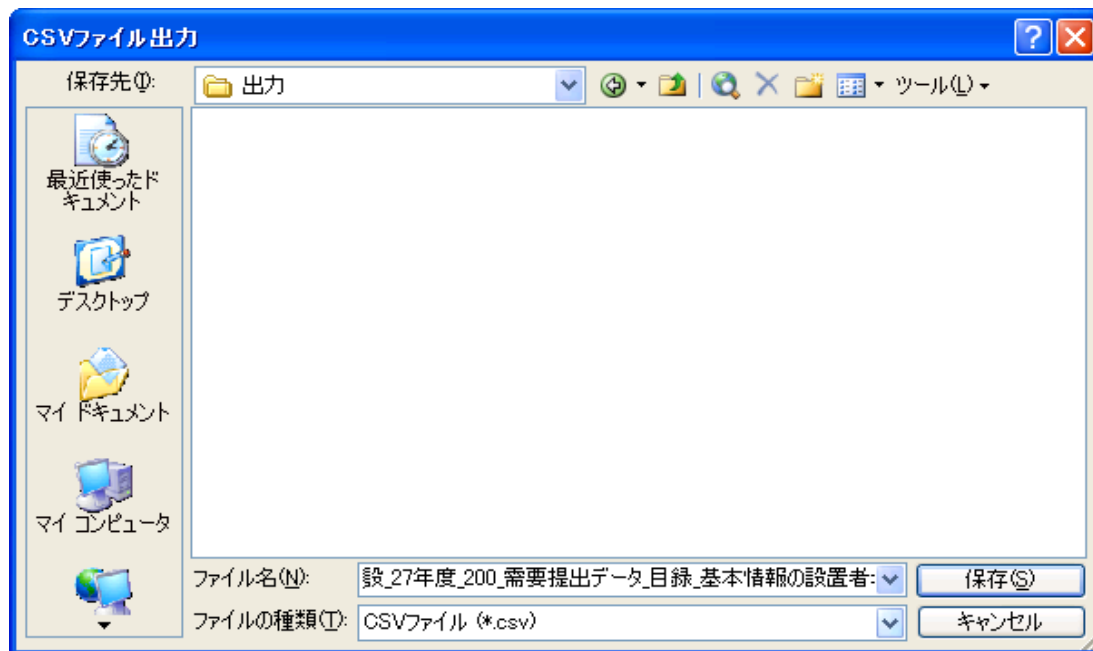 CSVファイル出力
保存先(I):
出力
ツール(L)
最近使ったド
キュメント
デスクトップ
マイ ドキュメント
マイ コンピュータ
ファイル名(N):
設_27年度_200_需要提出データ_目録_基本情報の設置者:
保存(S)
ファイルの種類(T):
CSVファイル (*.csv)
キャンセル